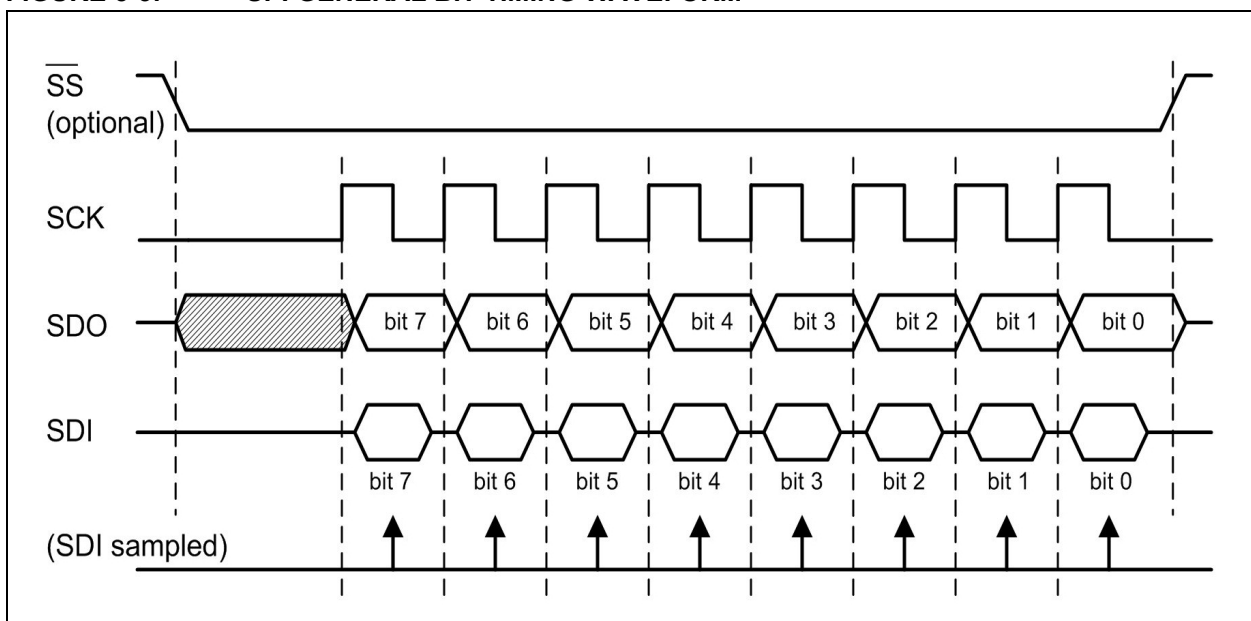 SS
(optional)
SCK
SDO
bit 7 bit 6 bit 5 bit 4 bit 3 bit 2 bit 1 bit 0
SDI
bit 7 bit 6 bit 5 bit 4 bit 3 bit 2 bit 1 bit 0
(SDI sampled)